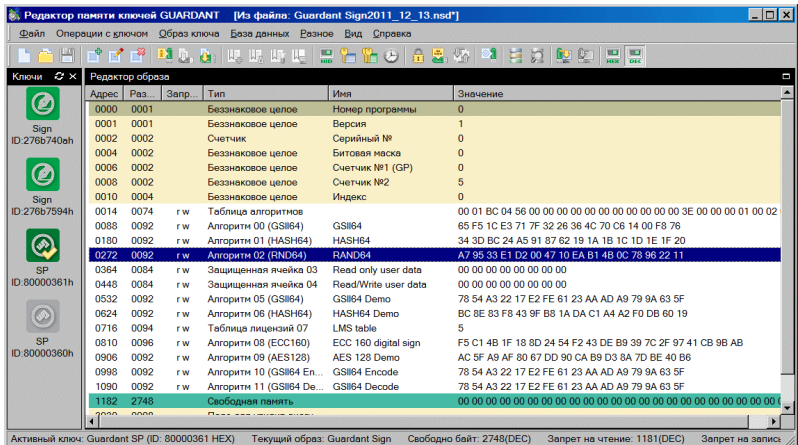 Редактор памяти ключей GUARDANT [Из файла: Guardant Sign2011_12_13.nsd*]
Файл Операции с ключом Образ ключа База данных Разное Вид Справка
HEX DEC
Ключи Редактор образа
Адрес Раз... Запр... Тип Имя Значение
0000 0001 Беззнаковое целое Номер программы 0
0001 0001 Беззнаковое целое Версия 1
0002 0002 Счетчик Серийный № 0
0004 0002 Беззнаковое целое Битовая маска 0
0006 0002 Беззнаковое целое Счетчик №1 (GP) 0
0008 0002 Беззнаковое целое Счетчик №2 5
0010 0004 Беззнаковое целое Индекс 0
0014 0074 r w Таблица алгоритмов 00 01 BC 04 56 00 00 00 00 00 00 00 00 00 00 00 3E 00 00 00 01 00 02
0088 0092 r w Алгоритм 00 (GSII64) GSII64 65 F5 1C E3 71 7F 32 26 36 4C 70 C6 14 00 F8 76
0180 0092 r w Алгоритм 01 (HASH64) HASH64 34 3D BC 24 A5 91 87 62 19 1A 1B 1C 1D 1E 1F 20
0272 0092 r w Алгоритм 02 (RND64) RAND64 A7 95 33 E1 D2 00 47 10 EA B1 4B 0C 78 96 22 11
0364 0084 r w Защищенная ячейка 03 Read only user data 00 00 00 00 00 00 00 00
0448 0084 r w Защищенная ячейка 04 Read/Write user data 00 00 00 00 00 00 00 00
0532 0092 r w Алгоритм 05 (GSII64) GSII64 Demo 78 54 A3 22 17 E2 FE 61 23 AA AD A9 79 9A 63 5F
0624 0092 r w Алгоритм 06 (HASH64) HASH64 Demo BC 8E 83 F8 43 9F B8 1A DA C1 A4 A2 F0 DB 60 19
0716 0094 r w Таблица лицензий 07 LMS table 5
0810 0096 r w Алгоритм 08 (ECC160) ECC 160 digital sign F5 C1 4B 1F 18 8D 24 54 F2 43 DE B9 39 7C 2F 97 41 CB 9B AB
0906 0092 r w Алгоритм 09 (AES128) AES 128 Demo AC 5F A9 AF 80 67 DD 90 CA B9 D3 8A 7D BE 40 B6
0998 0092 r w Алгоритм 10 (GSII64 En... GSII64 Encode 78 54 A3 22 17 E2 FE 61 23 AA AD A9 79 9A 63 5F
1090 0092 r w Алгоритм 11 (GSII64 De... GSII64 Decode 78 54 A3 22 17 E2 FE 61 23 AA AD A9 79 9A 63 5F
1182 2748 Свободная память 00 00 00 00 00 00 00 00 00 00 00 00 00 00 00 00 00 00 00 00 00 00 00
Sign
ID:276b740ah
Sign
ID:276b7594h
SP
ID:80000361h
SP
ID:80000360h
Активный ключ: Guardant SP (ID: 80000361 HEX) Текущий образ: Guardant Sign Свободно байт: 2748(DEC) Запрет на чтение: 1181(DEC) Запрет на запись